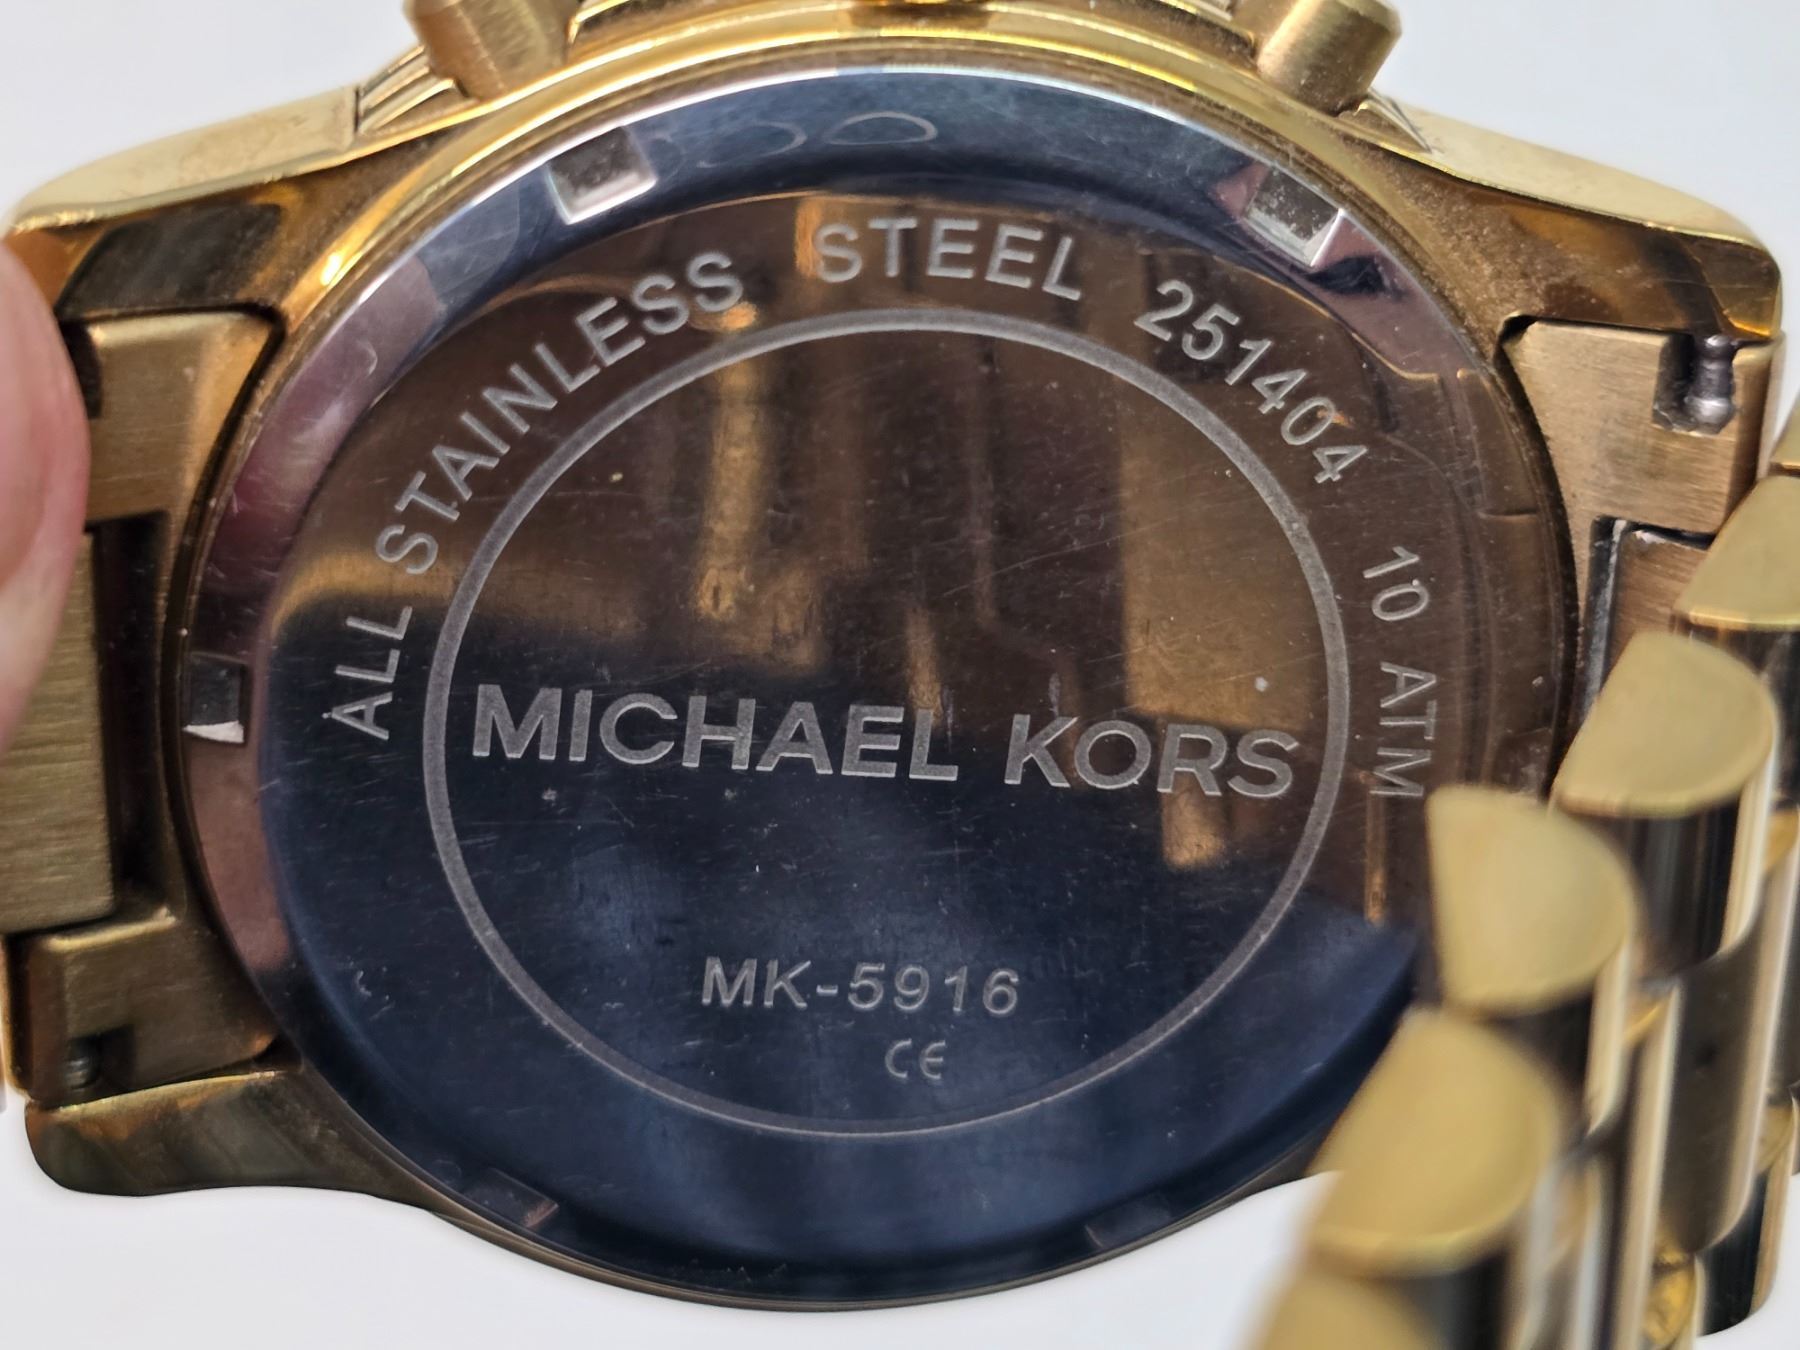 ALL STAINLESS STEEL 251404 10 ATM
MICHAEL KORS
MK-5916
CE